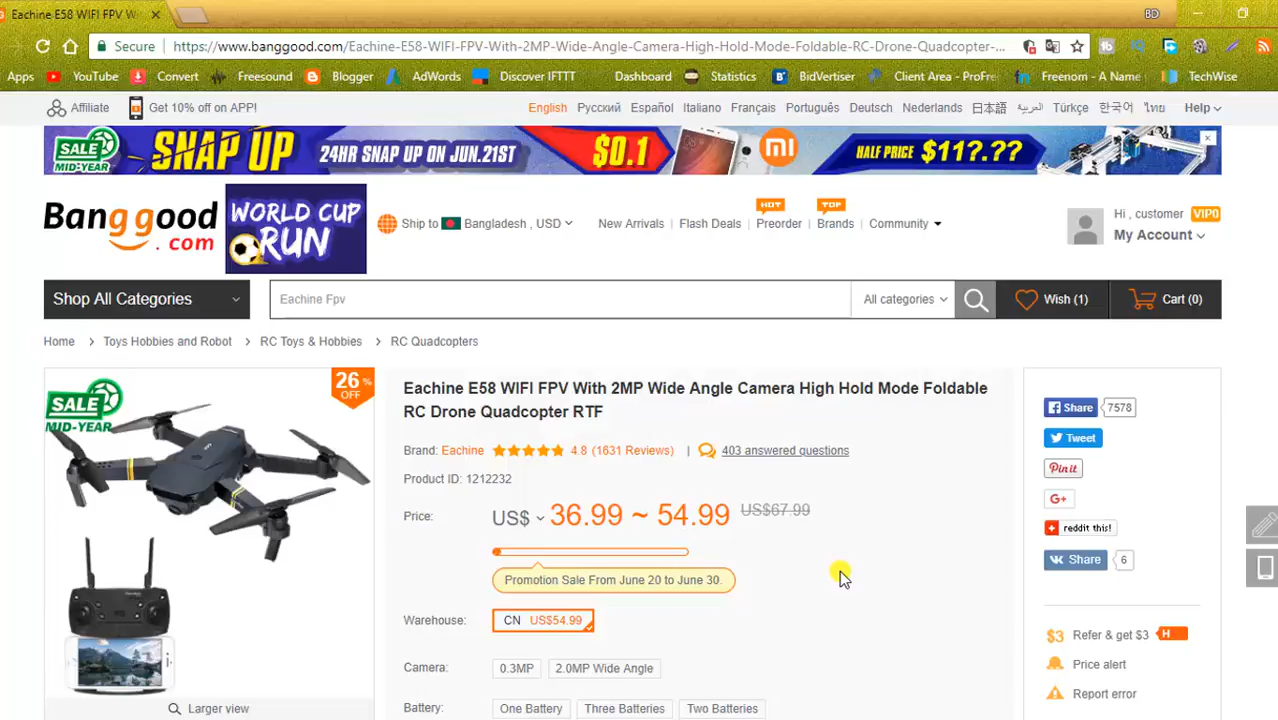 Eachine E58 WIFI FPV W
BD
Secure https://www.banggood.com/Eachine-E58-WIFI-FPV-With-2MP-Wide-Angle-Camera-High-Hold-Mode-Foldable-RC-Drone-Quadcopter-...
Apps YouTube Convert Freesound Blogger AdWords Discover IFTTT Dashboard Statistics BidVertiser Client Area - ProFre Freenom - A Name TechWise
Affiliate Get 10% off on APP! English Русский Español Italiano Français Português Deutsch Nederlands 日本語 العربية Türkçe 한국어 ไทย Help
SALE MID-YEAR SNAP UP 24HR SNAP UP ON JUN.21ST $0.1 MI HALF PRICE $11?.??
Banggood.com WORLD CUP RUN
HOT TOP
Ship to Bangladesh , USD New Arrivals Flash Deals Preorder Brands Community
Hi , customer VIP0
My Account
Shop All Categories Eachine Fpv All categories Wish (1) Cart (0)
Home > Toys Hobbies and Robot > RC Toys & Hobbies > RC Quadcopters
SALE MID-YEAR
26% OFF
Larger view
Eachine E58 WIFI FPV With 2MP Wide Angle Camera High Hold Mode Foldable
RC Drone Quadcopter RTF
Brand: Eachine 4.8 (1631 Reviews) | 403 answered questions
Product ID: 1212232
Price: US$ 36.99 ~ 54.99 US$67.99
Promotion Sale From June 20 to June 30.
Warehouse: CN US$54.99
Camera: 0.3MP 2.0MP Wide Angle
Battery: One Battery Three Batteries Two Batteries
Share 7578
Tweet
Pin it
G+
reddit this!
Share 6
$3 Refer & get $3 H
Price alert
Report error